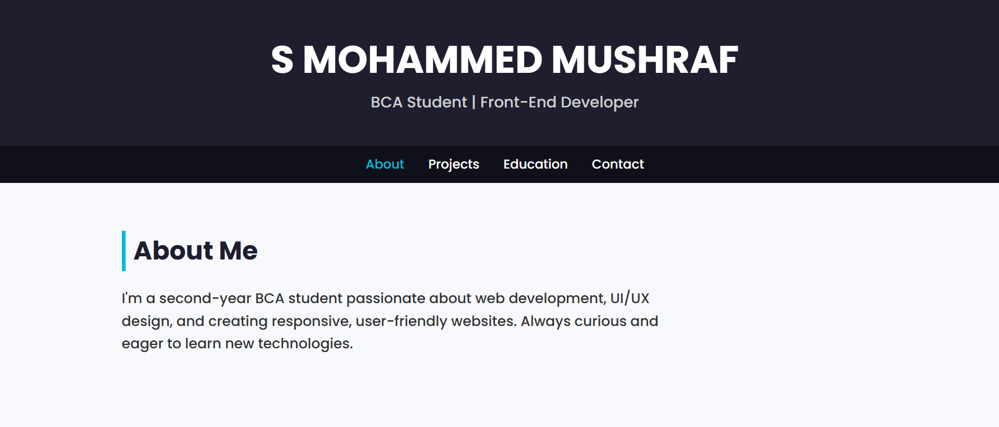 S MOHAMMED MUSHRAF
BCA Student | Front-End Developer
About Projects Education Contact
About Me
I'm a second-year BCA student passionate about web development, UI/UX
design, and creating responsive, user-friendly websites. Always curious and
eager to learn new technologies.